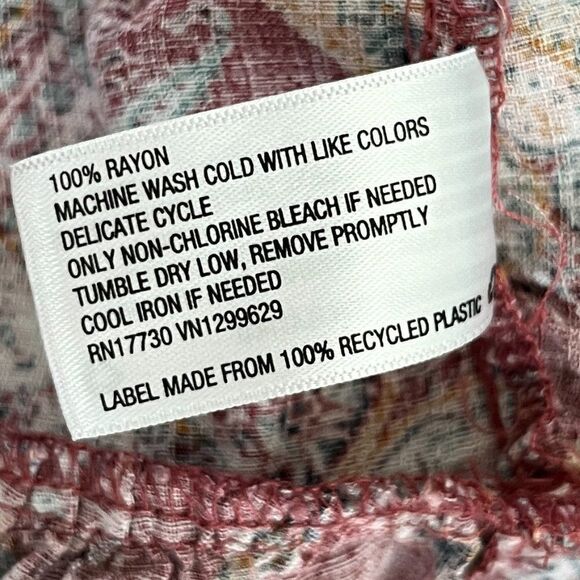 100% RAYON
MACHINE WASH COLD WITH LIKE COLORS
DELICATE CYCLE
ONLY NON-CHLORINE BLEACH IF NEEDED
TUMBLE DRY LOW, REMOVE PROMPTLY
COOL IRON IF NEEDED
RN17730 VN1299629
LABEL MADE FROM 100% RECYCLED PLASTIC